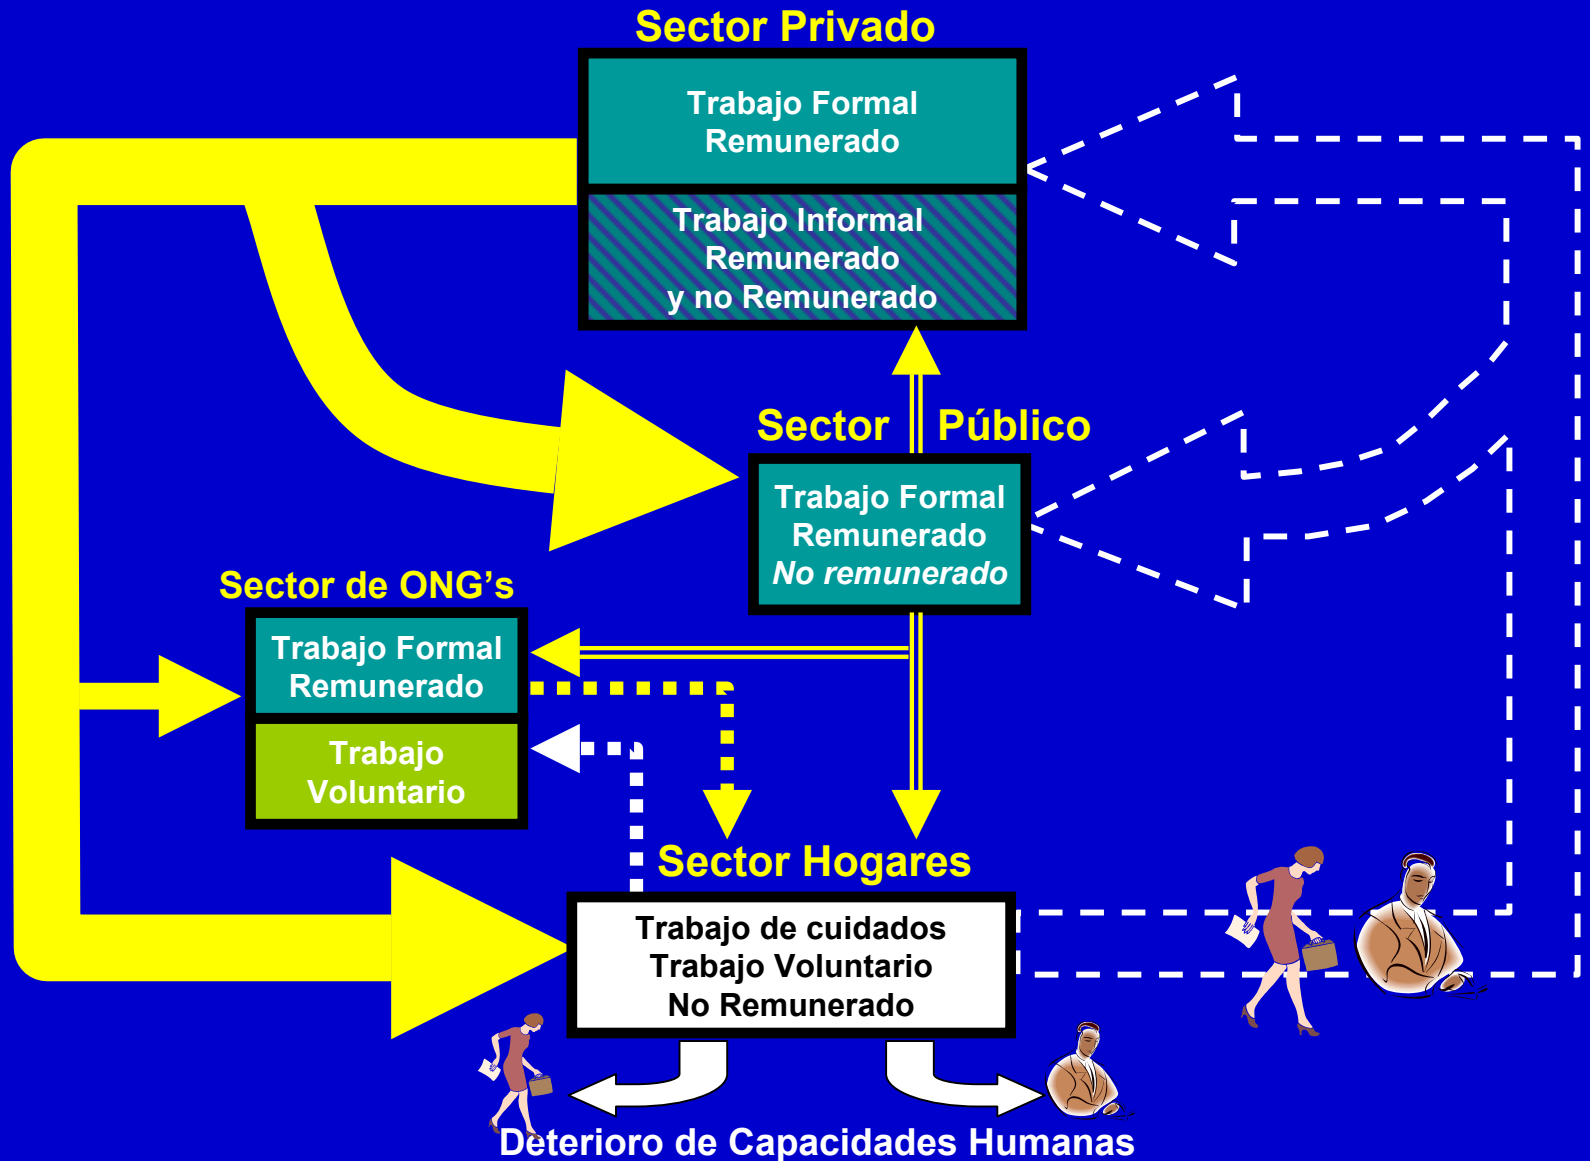 Sector Privado
Trabajo Formal
Remunerado
Trabajo Informal
Remunerado
y no Remunerado
Sector Público
Trabajo Formal
Remunerado
No remunerado
Sector de ONG’s
Trabajo Formal
Remunerado
Trabajo
Voluntario
Sector Hogares
Trabajo de cuidados
Trabajo Voluntario
No Remunerado
Deterioro de Capacidades Humanas